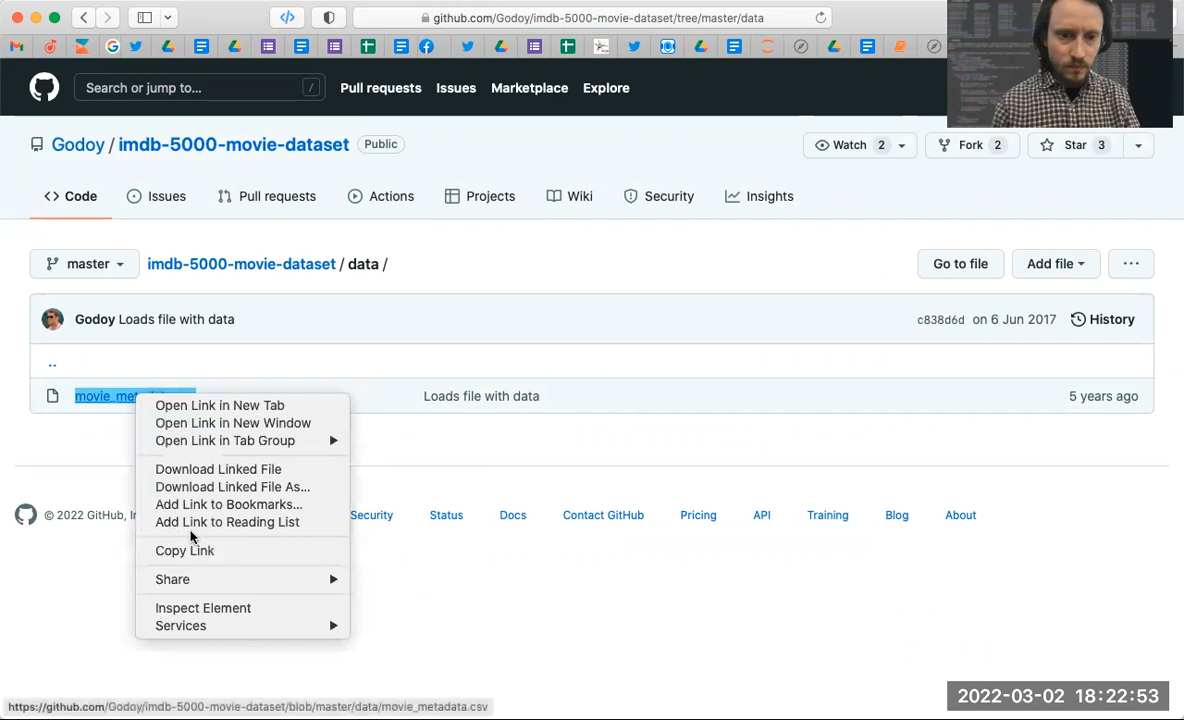 github.com/Godoy/imdb-5000-movie-dataset/tree/master/data
Search or jump to...
/
Pull requests
Issues
Marketplace
Explore
Godoy / imdb-5000-movie-dataset
Public
Watch 2
Fork 2
Star 3
Code
Issues
Pull requests
Actions
Projects
Wiki
Security
Insights
master
imdb-5000-movie-dataset / data /
Go to file
Add file
...
Godoy Loads file with data
c838d6d on 6 Jun 2017
History
..
Loads file with data
5 years ago
Open Link in New Tab
Open Link in New Window
Open Link in Tab Group
Download Linked File
Download Linked File As...
Add Link to Bookmarks...
Add Link to Reading List
Copy Link
Share
Inspect Element
Services
© 2022 GitHub,
Security
Status
Docs
Contact GitHub
Pricing
API
Training
Blog
About
https://github.com/Godoy/imdb-5000-movie-dataset/blob/master/data/movie_metadata.csv
2022-03-02 18:22:53